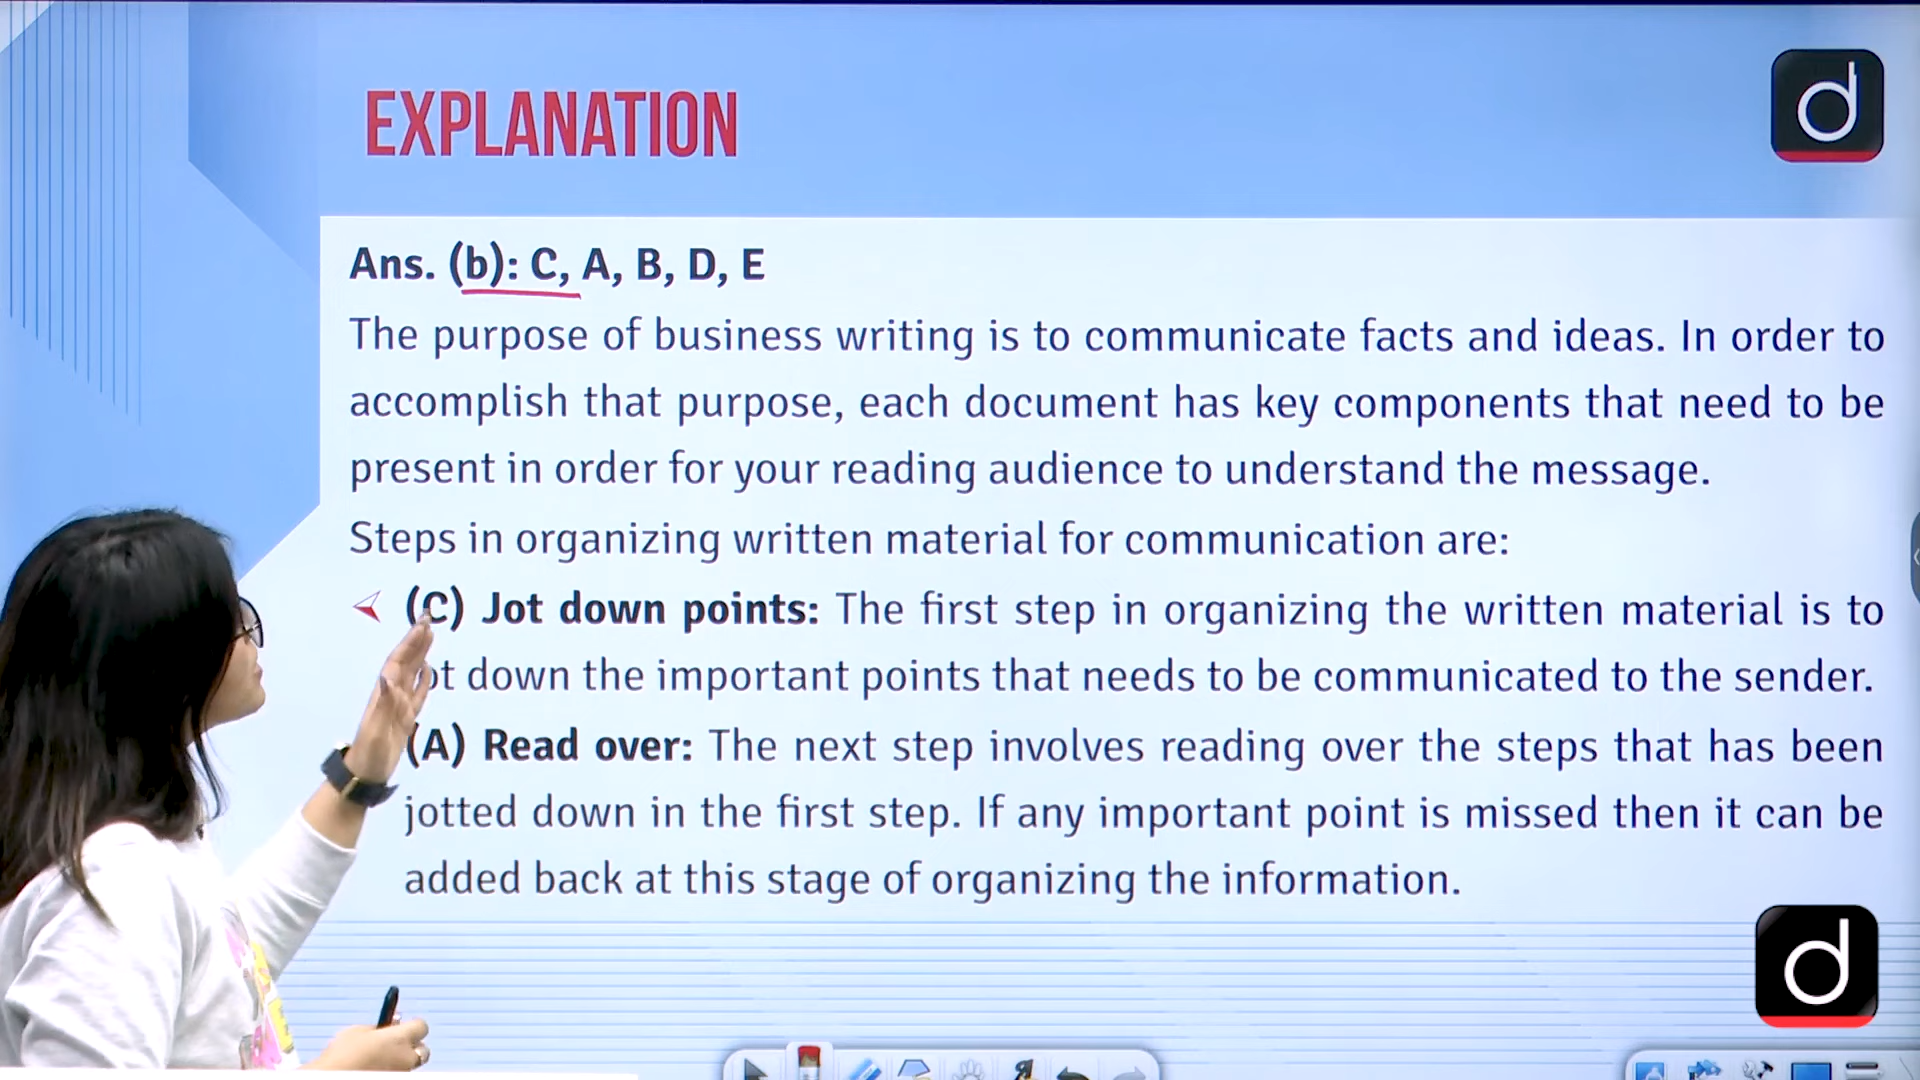 EXPLANATION
Ans. (b): C, A, B, D, E
The purpose of business writing is to communicate facts and ideas. In order to
accomplish that purpose, each document has key components that need to be
present in order for your reading audience to understand the message.
Steps in organizing written material for communication are:
(C) Jot down points: The first step in organizing the written material is to
ot down the important points that needs to be communicated to the sender.
(A) Read over: The next step involves reading over the steps that has been
jotted down in the first step. If any important point is missed then it can be
added back at this stage of organizing the information.
d
d